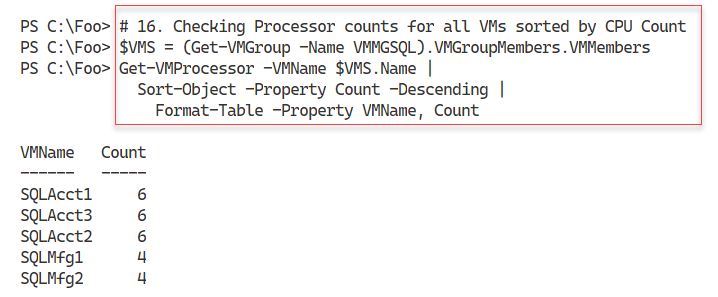 PS C:\Foo> # 16. Checking Processor counts for all VMs sorted by CPU Count
PS C:\Foo> $VMS = (Get-VMGroup -Name VMMGSQL).VMGroupMembers.VMMembers
PS C:\Foo> Get-VMProcessor -VMName $VMS.Name |
Sort-Object -Property Count -Descending |
Format-Table -Property VMName, Count
VMName Count
------ -----
SQLAcct1 6
SQLAcct3 6
SQLAcct2 6
SQLMfg1 4
SQLMfg2 4